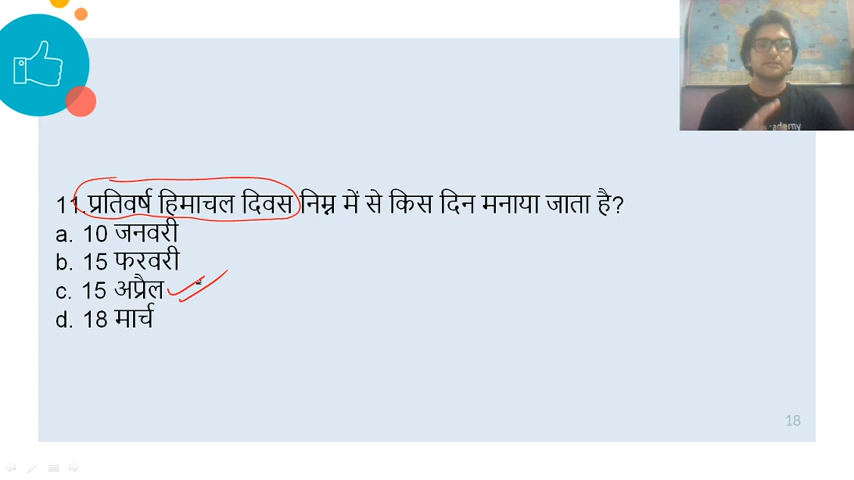 11.प्रतिवर्ष हिमाचल दिवस निम्न में से किस दिन मनाया जाता है?
a. 10 जनवरी
b. 15 फरवरी
c. 15 अप्रैल
d. 18 मार्च
18